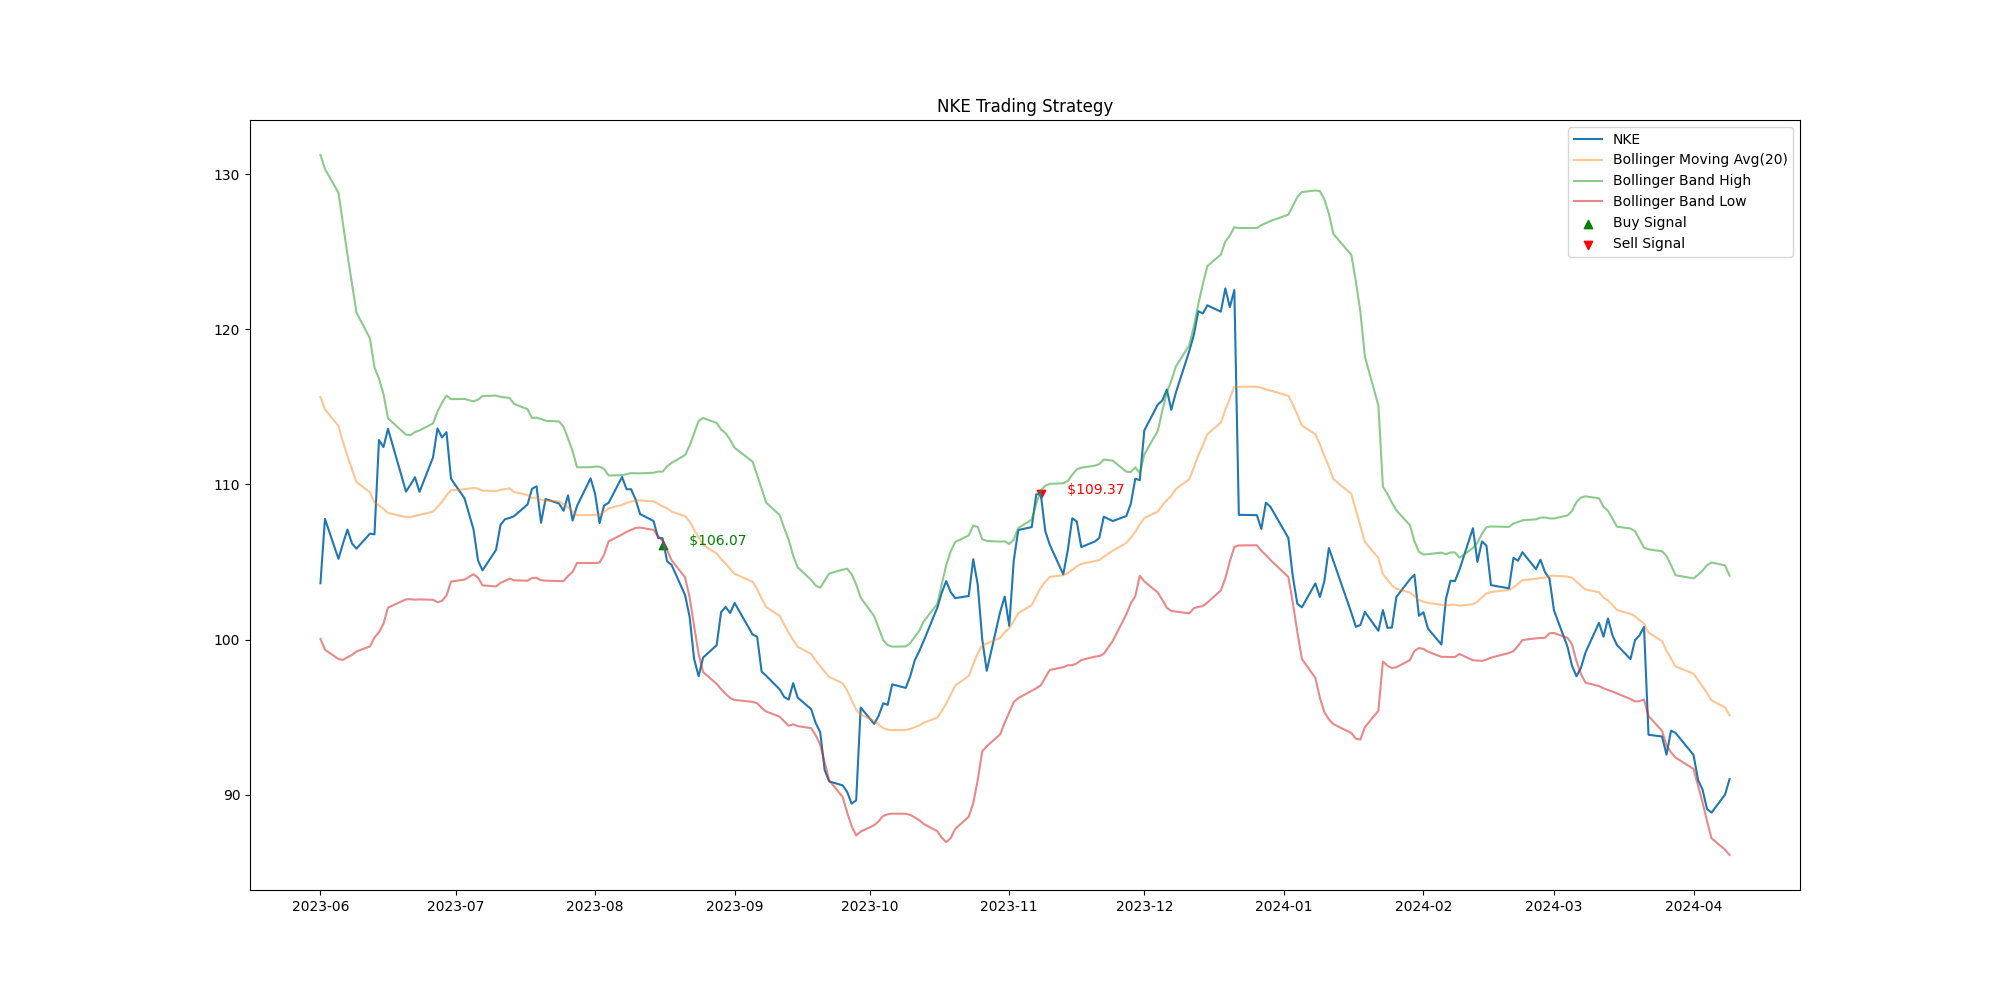 NKE Trading Strategy
NKE
Bollinger Moving Avg(20)
Bollinger Band High
Bollinger Band Low
Buy Signal
Sell Signal
130
120
110
100
90
$109.37
$106.07
2023-06 2023-07 2023-08 2023-09 2023-10 2023-11 2023-12 2024-01 2024-02 2024-03 2024-04